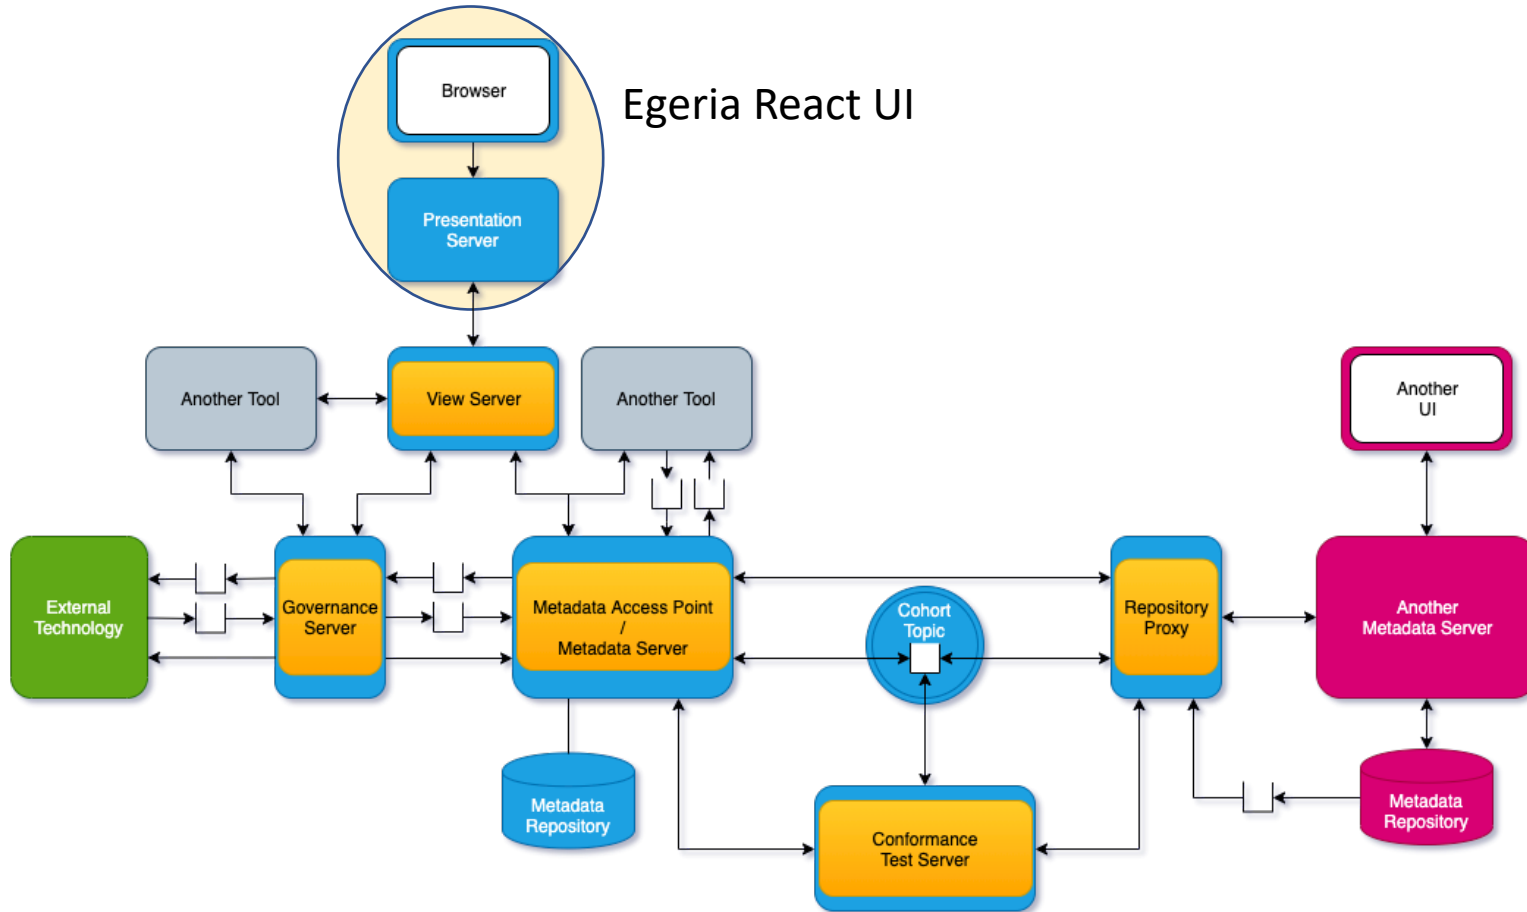 Browser
Egeria React UI
Presentation
Server
Another Tool
View Server
Another Tool
Another
UI
External
Technology
Governance
Server
Metadata Access Point
/
Metadata Server
Cohort
Topic
Repository
Proxy
Another
Metadata Server
Metadata
Repository
Conformance
Test Server
Metadata
Repository